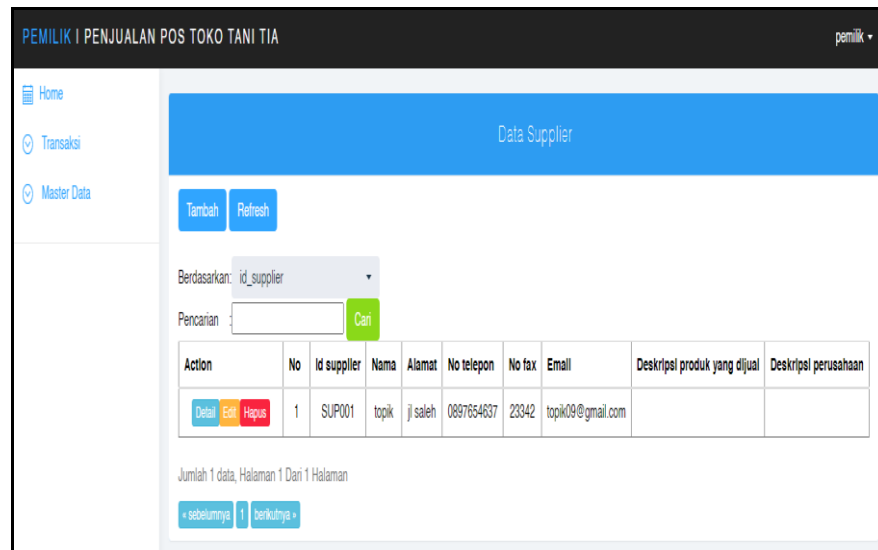 PEMILIK | PENJUALAN POS TOKO TANI TIA
pemilik
Home
Transaksi
Master Data
Data Supplier
Tambah Refresh
Berdasarkan: id_supplier
Pencarian : Cari
Action No Id supplier Nama Alamat No telepon No fax Email Deskripsi produk yang dijual Deskripsi perusahaan
Detail Edit Hapus 1 SUP001 topik jl saleh 0897654637 23342 topik09@gmail.com
Jumlah 1 data, Halaman 1 Dari 1 Halaman
« sebelumnya 1 berikutnya »